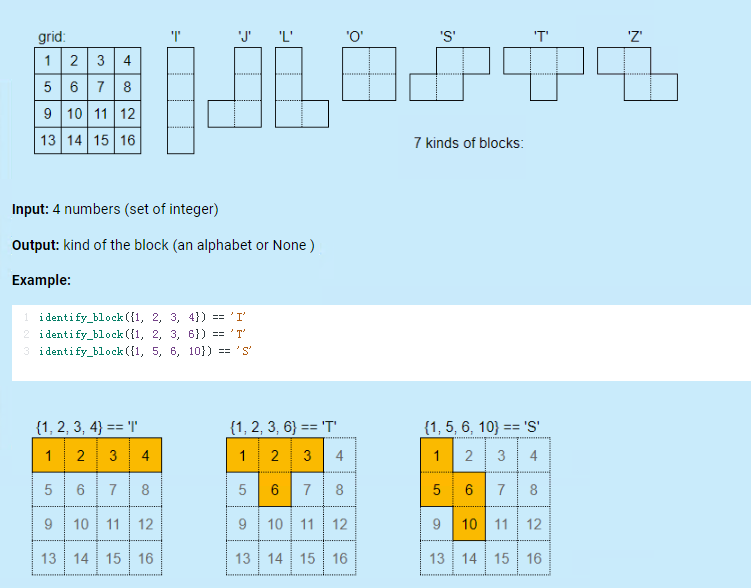 grid: 'I' 'J' 'L' 'O' 'S' 'T' 'Z'
1 2 3 4
5 6 7 8
9 10 11 12
13 14 15 16
7 kinds of blocks:
Input: 4 numbers (set of integer)
Output: kind of the block (an alphabet or None )
Example:
1 identify_block({1, 2, 3, 4}) == 'I'
2 identify_block({1, 2, 3, 6}) == 'T'
3 identify_block({1, 5, 6, 10}) == 'S'
{1, 2, 3, 4} == 'I' {1, 2, 3, 6} == 'T' {1, 5, 6, 10} == 'S'
1 2 3 4 1 2 3 4 1 2 3 4
5 6 7 8 5 6 7 8 5 6 7 8
9 10 11 12 9 10 11 12 9 10 11 12
13 14 15 16 13 14 15 16 13 14 15 16